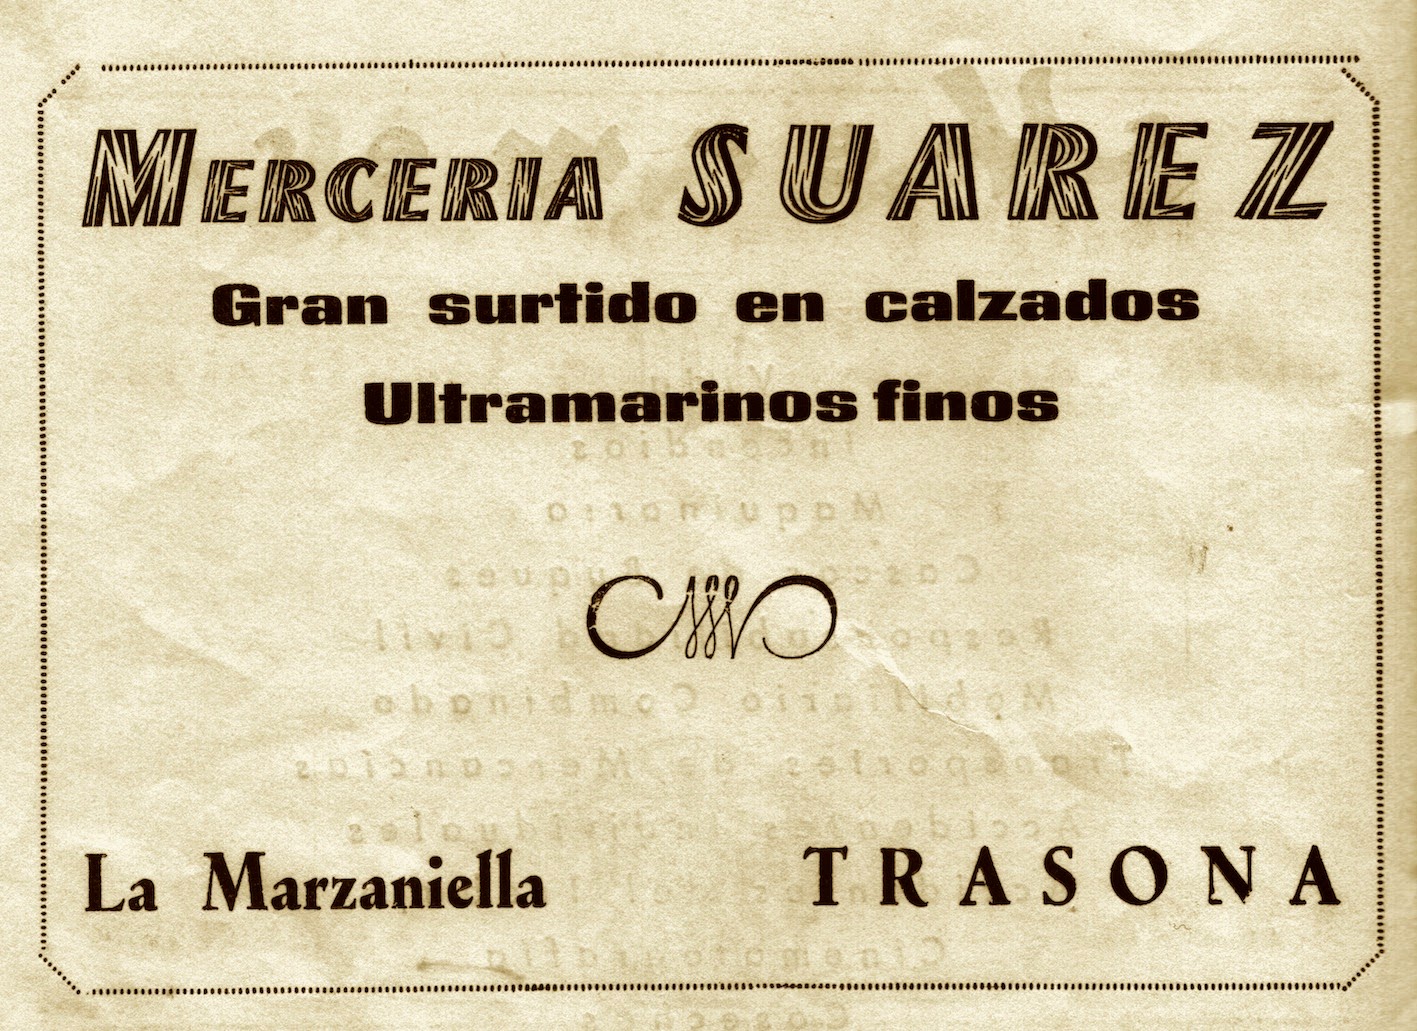 MERCERIA SUAREZ
Gran surtido en calzados
Ultramarinos finos
La Marzaniella TRASONA